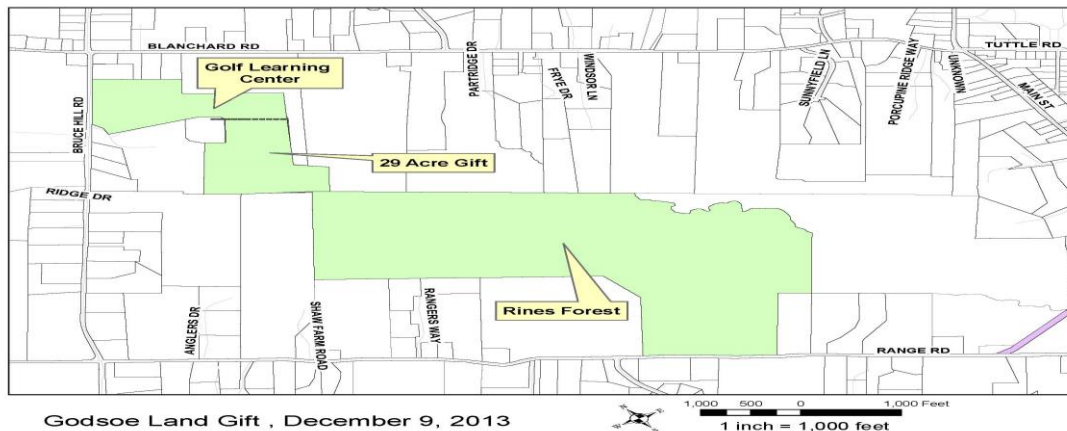 BLANCHARD RD
TUTTLE RD
Golf Learning
Center
PARTRIDGE DR
FRYE DR
WINDSOR LN
SUNNYFIELD LN
PORCUPINE RIDGE WAY
UNKNOWN
MAIN ST
BRUCE HILL RD
29 Acre Gift
RIDGE DR
Rines Forest
ANGLERS DR
SHAW FARM ROAD
RANGERS WAY
RANGE RD
Godsoe Land Gift , December 9, 2013
1,000 500 0 1,000 Feet
1 inch = 1,000 feet